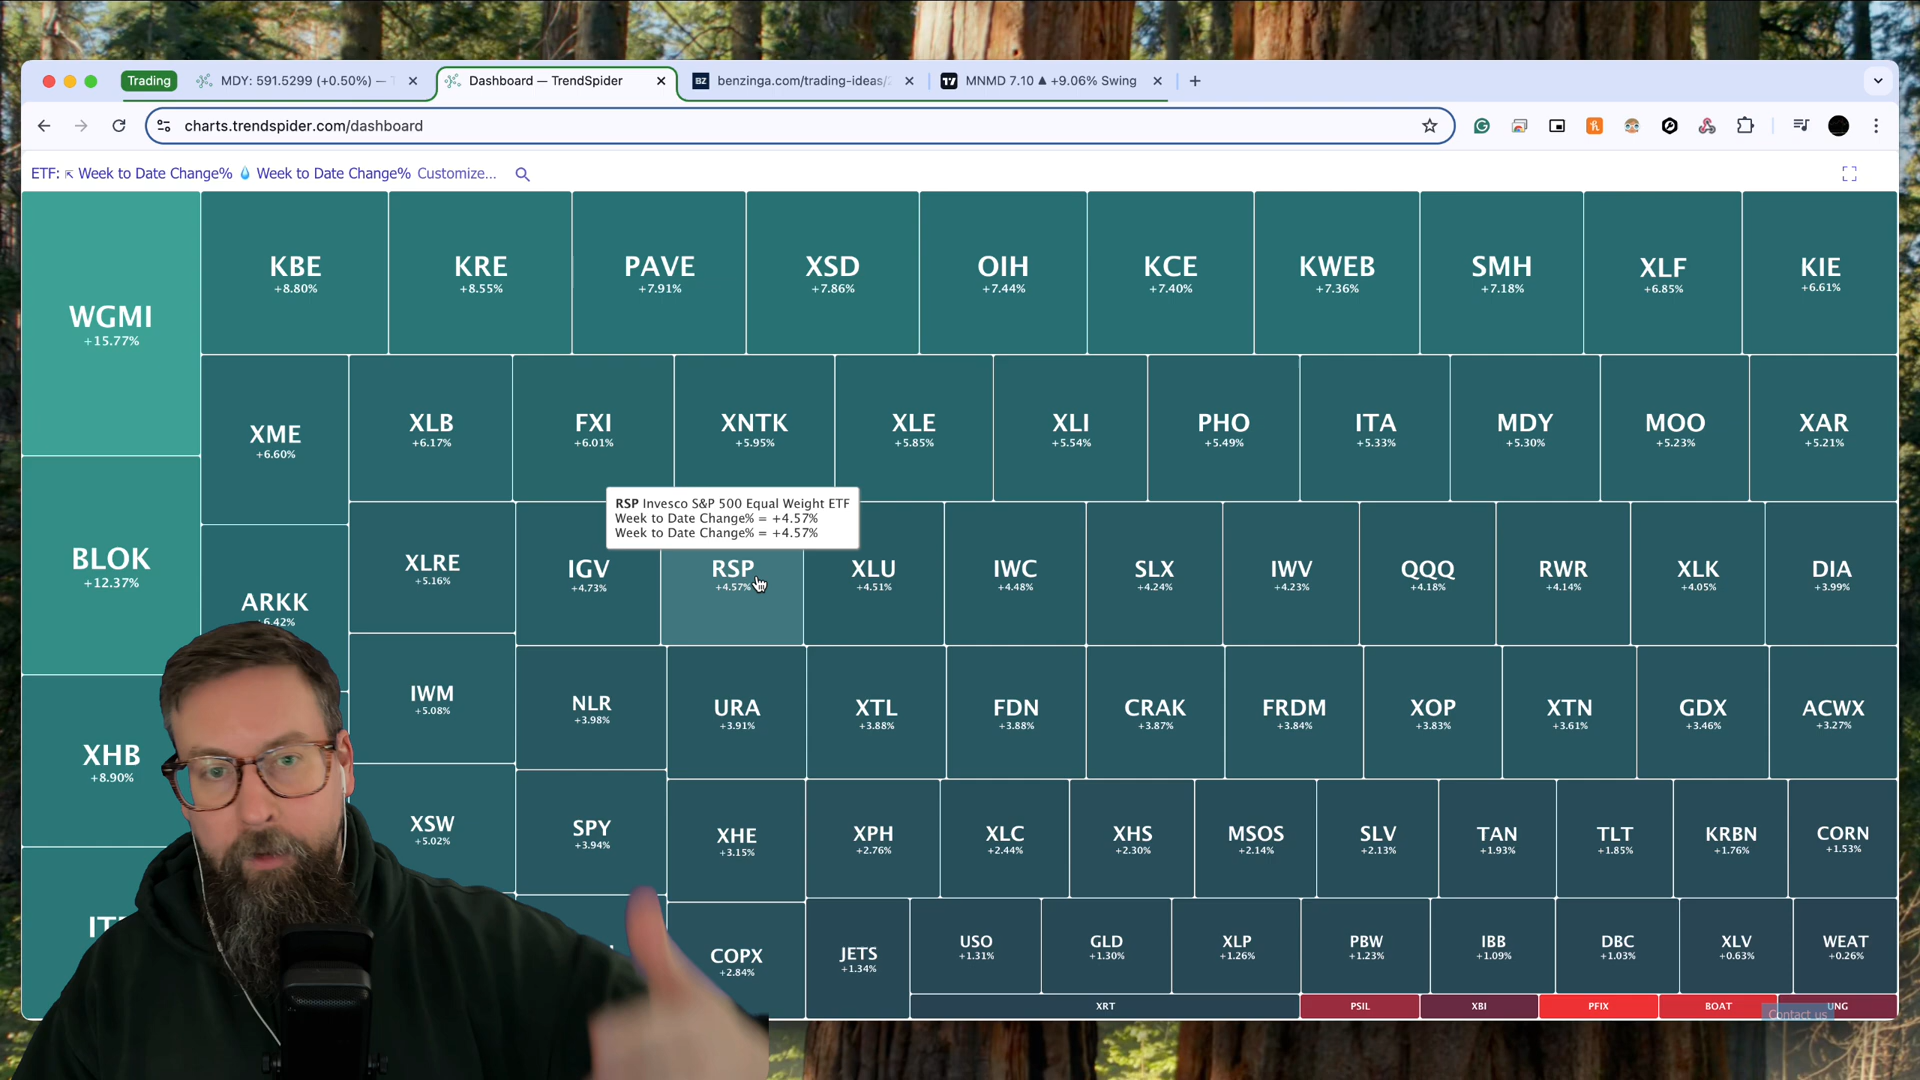 Trading
MDY: 591.5299 (+0.50%) —
Dashboard — TrendSpider
benzinga.com/trading-ideas/
MNMD 7.10 ▲ +9.06% Swing
charts.trendspider.com/dashboard
ETF: Week to Date Change% Week to Date Change% Customize...
WGMI
+15.77%
KBE
+8.80%
KRE
+8.55%
PAVE
+7.91%
XSD
+7.86%
OIH
+7.44%
KCE
+7.40%
KWEB
+7.36%
SMH
+7.18%
XLF
+6.85%
KIE
+6.61%
XME
+6.60%
XLB
+6.17%
FXI
+6.01%
XNTK
+5.95%
XLE
+5.85%
XLI
+5.54%
PHO
+5.49%
ITA
+5.33%
MDY
+5.30%
MOO
+5.23%
XAR
+5.21%
RSP Invesco S&P 500 Equal Weight ETF
Week to Date Change% = +4.57%
Week to Date Change% = +4.57%
BLOK
+12.37%
ARKK
+6.42%
XLRE
+5.16%
IGV
+4.73%
RSP
+4.57%
XLU
+4.51%
IWC
+4.48%
SLX
+4.24%
IWV
+4.23%
QQQ
+4.18%
RWR
+4.14%
XLK
+4.05%
DIA
+3.99%
XHB
+8.90%
IWM
+5.08%
NLR
+3.98%
URA
+3.91%
XTL
+3.88%
FDN
+3.88%
CRAK
+3.87%
FRDM
+3.84%
XOP
+3.83%
XTN
+3.61%
GDX
+3.46%
ACWX
+3.27%
XSW
+5.02%
SPY
+3.94%
XHE
+3.15%
XPH
+2.76%
XLC
+2.44%
XHS
+2.30%
MSOS
+2.14%
SLV
+2.13%
TAN
+1.93%
TLT
+1.85%
KRBN
+1.76%
CORN
+1.53%
COPX
+2.84%
JETS
+1.34%
USO
+1.31%
GLD
+1.30%
XLP
+1.26%
PBW
+1.23%
IBB
+1.09%
DBC
+1.03%
XLV
+0.63%
WEAT
+0.26%
XRT
PSIL
XBI
PFIX
BOAT
UNG
Contact us